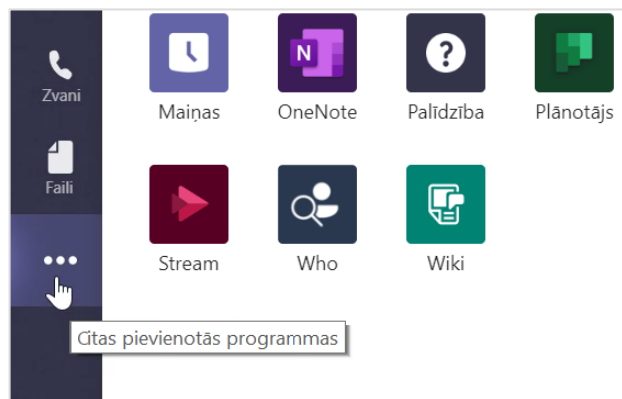 Zvani
Faili
Maiņas OneNote Palīdzība Plānotājs
Stream Who Wiki
Citas pievienotās programmas